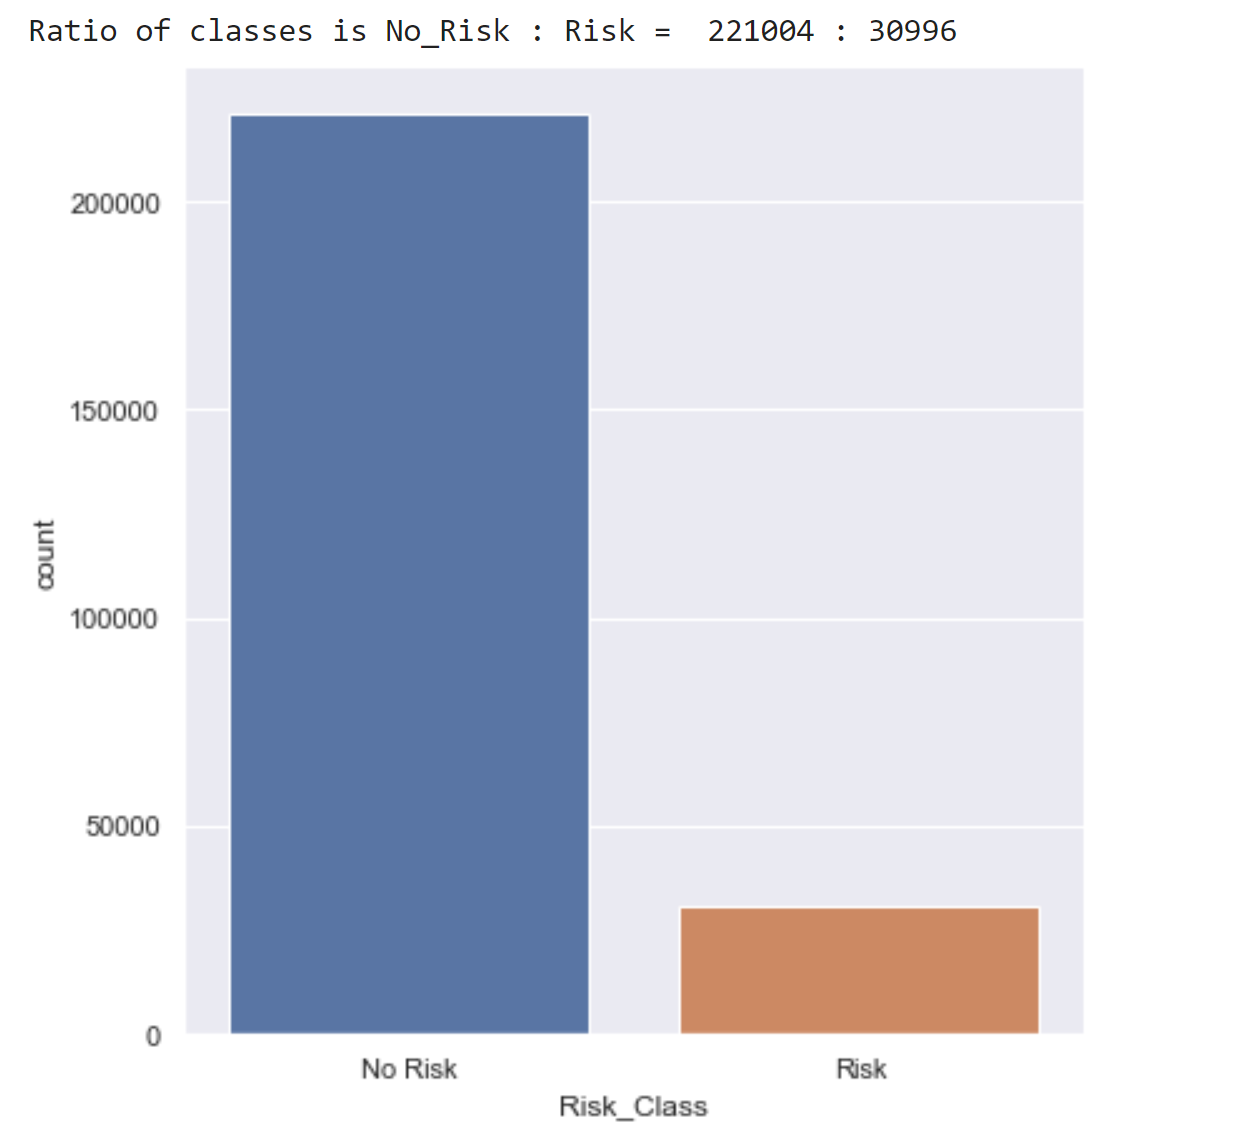 Ratio of classes is No_Risk : Risk =  221004 : 30996
200000
150000
100000
50000
0
count
No Risk
Risk
Risk_Class